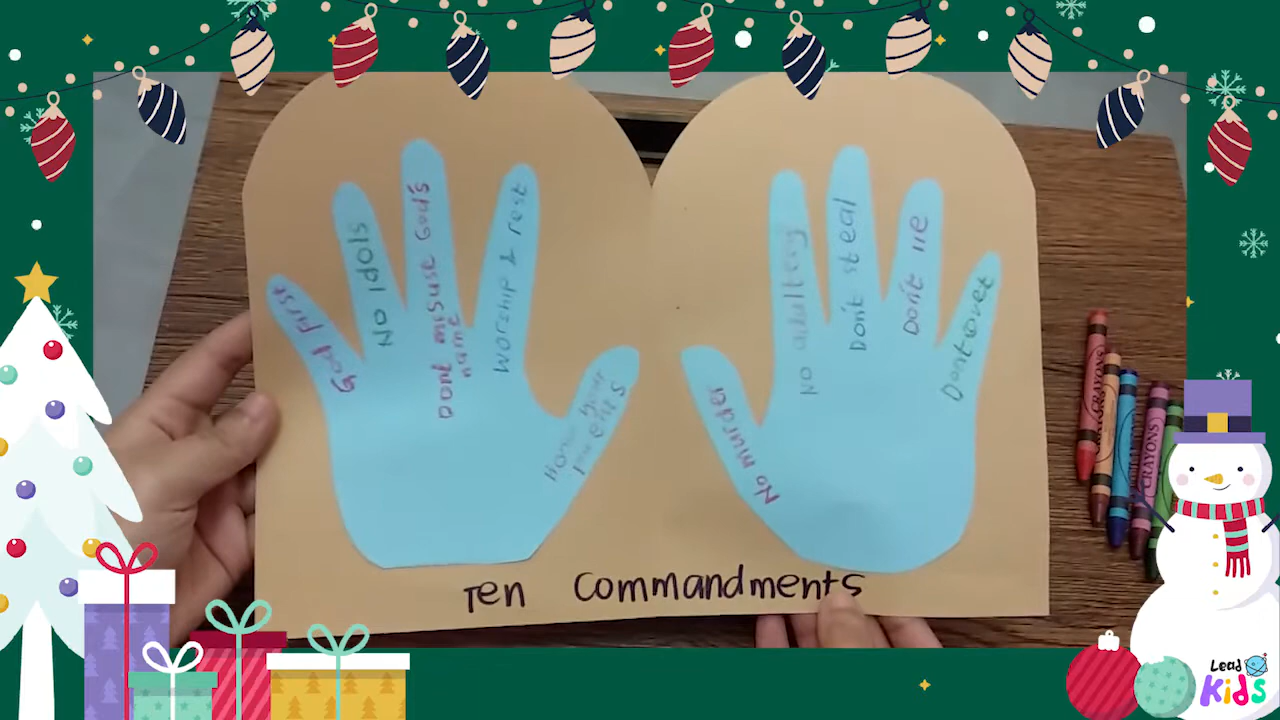 God first
No Idols
Dont misuse God's
name
Worship & rest
Honor your
parents
No murder
No adultery
Don't steal
Don't lie
Dont covet
Ten Commandments
CRAYONS
CRAYONS
Lead
Kids